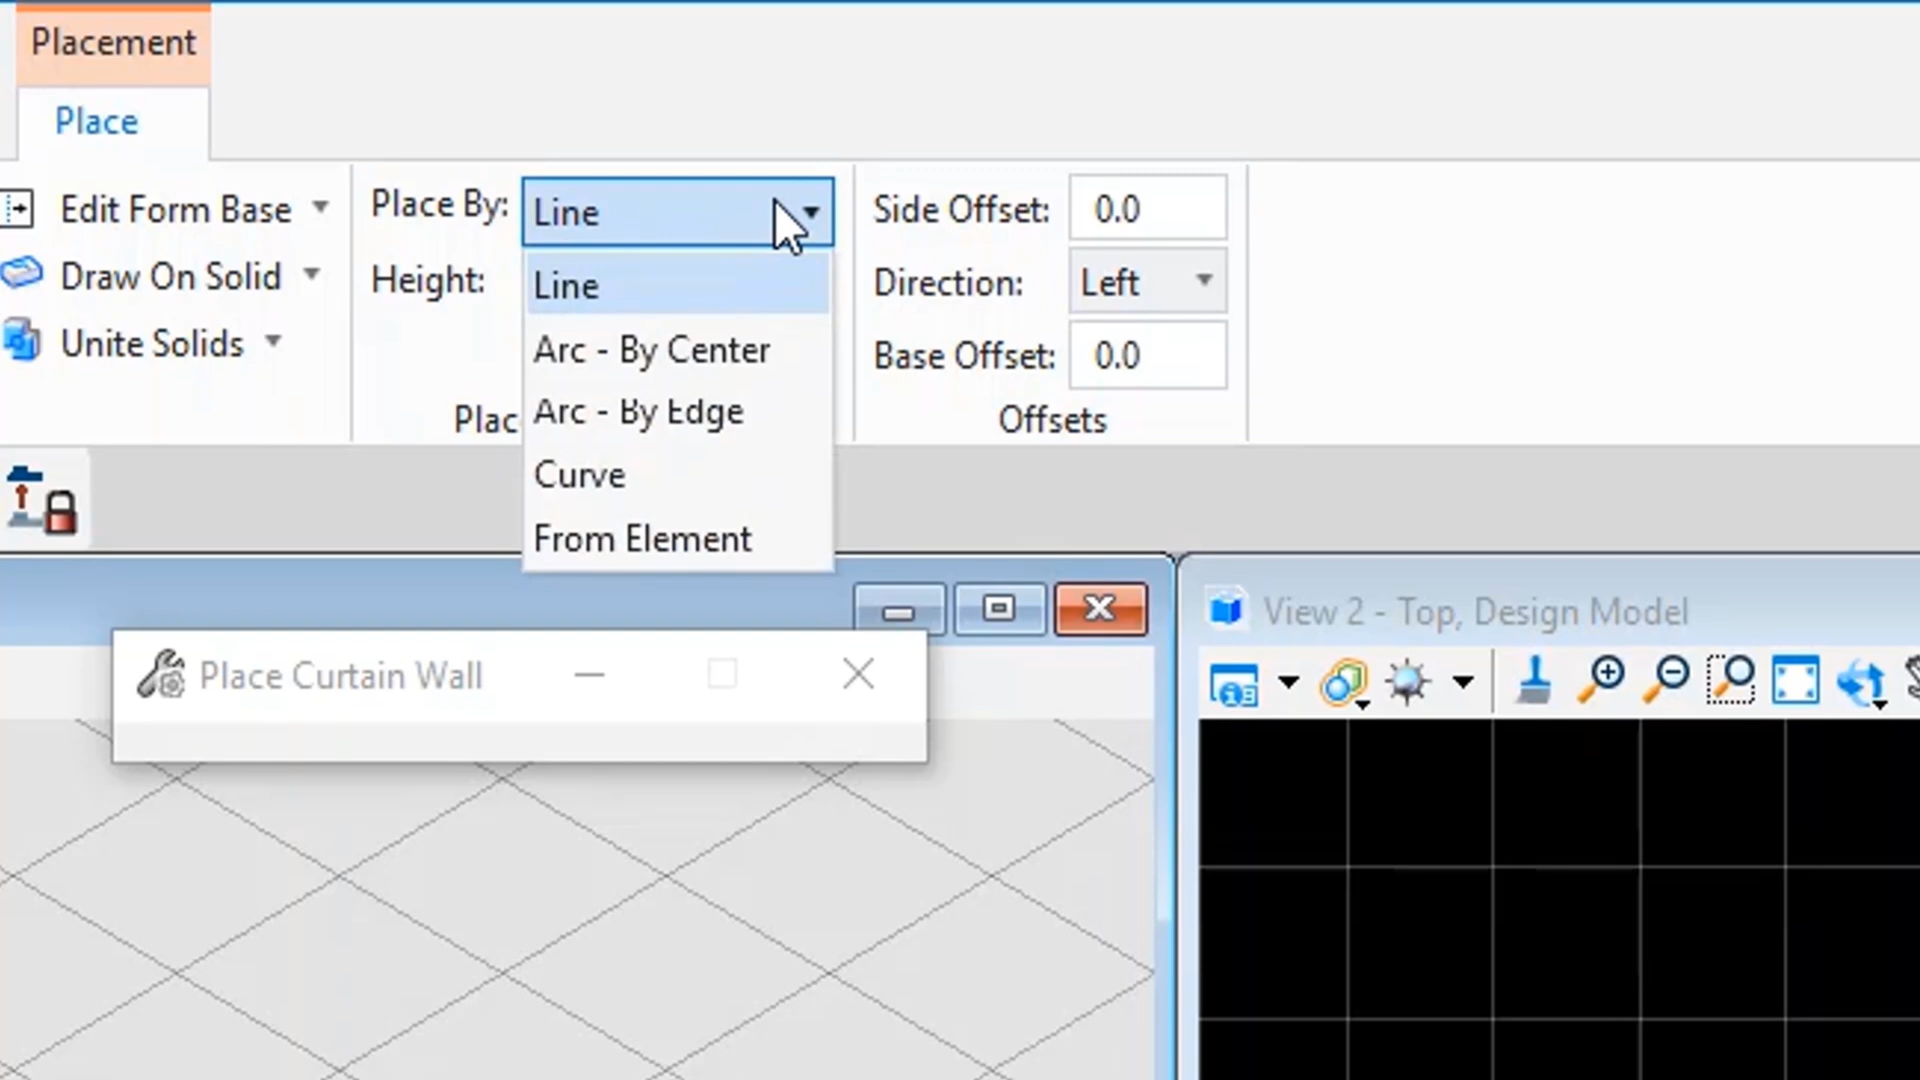 Placement
Place
Edit Form Base
Draw On Solid
Unite Solids
Place By:
Line
Height:
Line
Arc - By Center
Arc - By Edge
Curve
From Element
Plac
Side Offset: 0.0
Direction: Left
Base Offset: 0.0
Offsets
Place Curtain Wall
View 2 - Top, Design Model